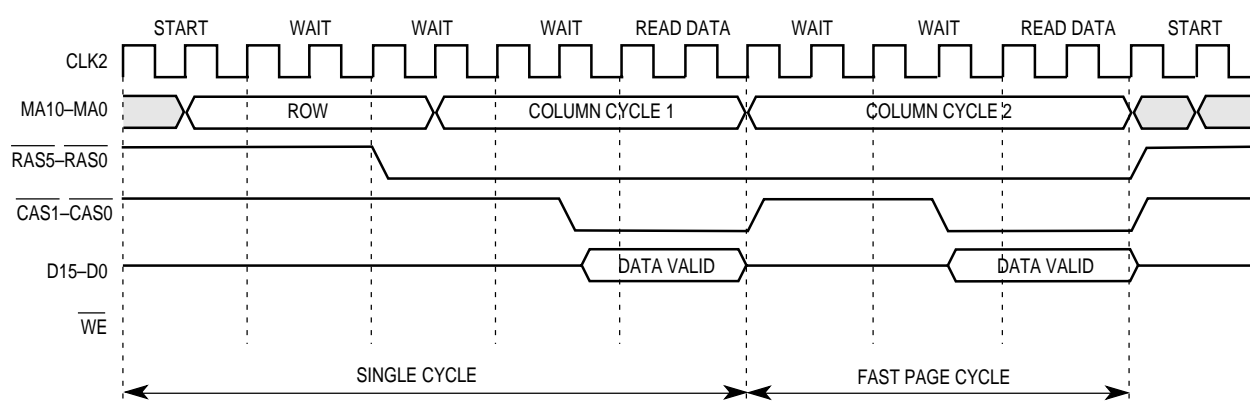 START WAIT WAIT WAIT READ DATA WAIT WAIT READ DATA START
CLK2
MA10–MA0 ROW COLUMN CYCLE 1 COLUMN CYCLE 2
RAS5–RAS0
CAS1–CAS0
D15–D0 DATA VALID DATA VALID
WE
SINGLE CYCLE FAST PAGE CYCLE